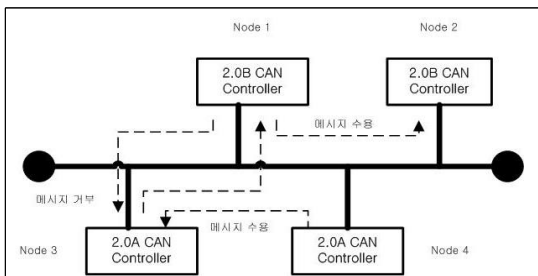 Node 1
Node 2
2.0B CAN
Controller
2.0B CAN
Controller
메시지 수용
메시지 거부
메시지 수용
Node 3
2.0A CAN
Controller
2.0A CAN
Controller
Node 4